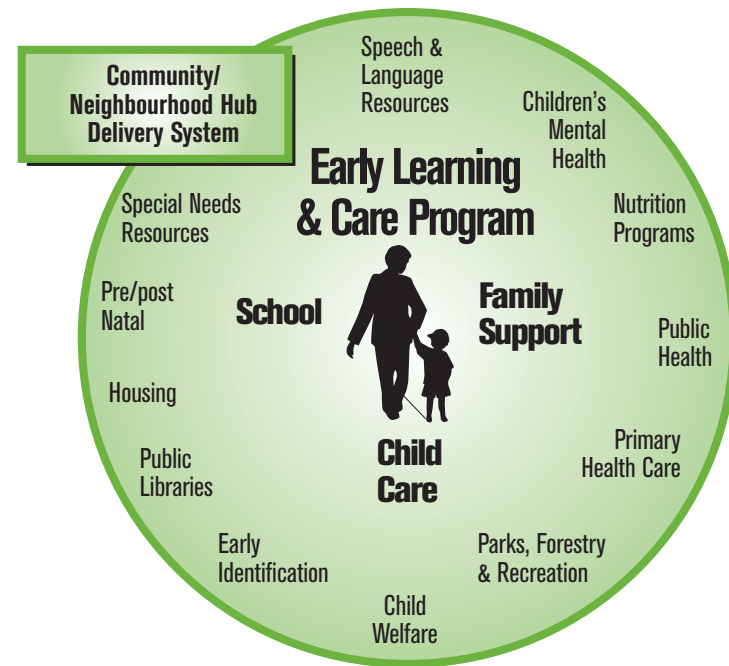 Community/
Neighbourhood Hub
Delivery System
Speech &
Language
Resources
Children's
Mental
Health
Early Learning
& Care Program
Special Needs
Resources
Nutrition
Programs
Pre/post
Natal
School
Family
Support
Public
Health
Housing
Child
Care
Primary
Health Care
Public
Libraries
Early
Identification
Parks, Forestry
& Recreation
Child
Welfare